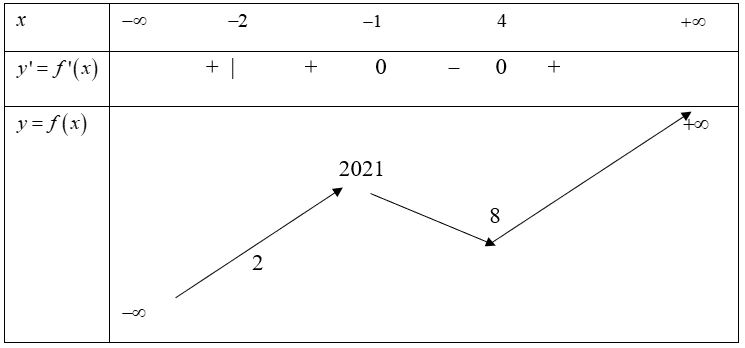 x –∞ –2 –1 4 +∞
y' = f '(x) + | + 0 – 0 +
y = f(x) +∞
2021
8
2
–∞